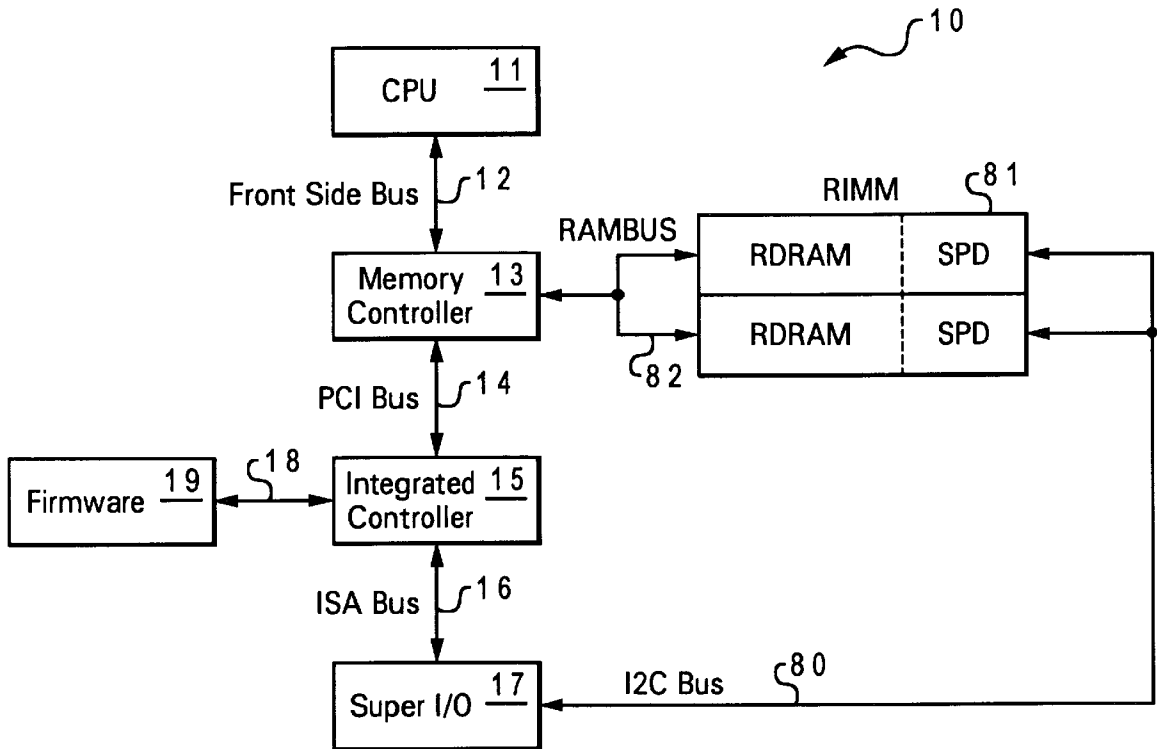 10
CPU 11
Front Side Bus 12
RIMM 81
RAMBUS
RDRAM SPD
Memory Controller 13
RDRAM SPD
82
PCI Bus 14
Firmware 19
18
Integrated Controller 15
ISA Bus 16
Super I/O 17
I2C Bus 80